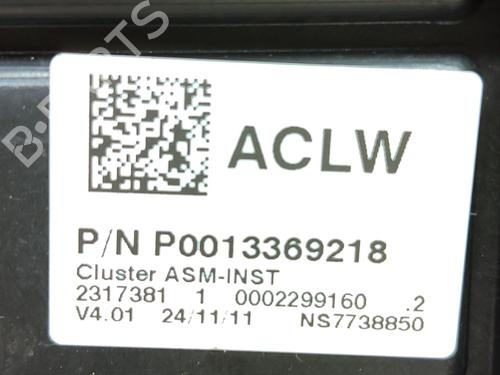 B-PARTS
ACLW
P/N P0013369218
Cluster ASM-INST
2317381 1 0002299160 .2
V4.01 24/11/11 NS7738850